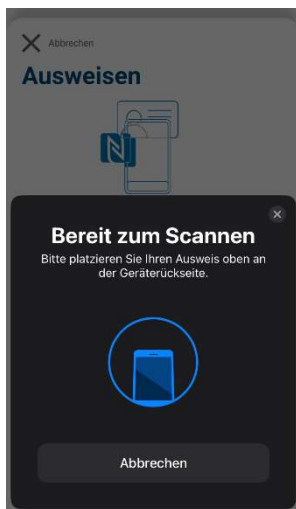 Abbrechen
Ausweisen
Bereit zum Scannen
Bitte platzieren Sie Ihren Ausweis oben an
der Geräterückseite.
Abbrechen